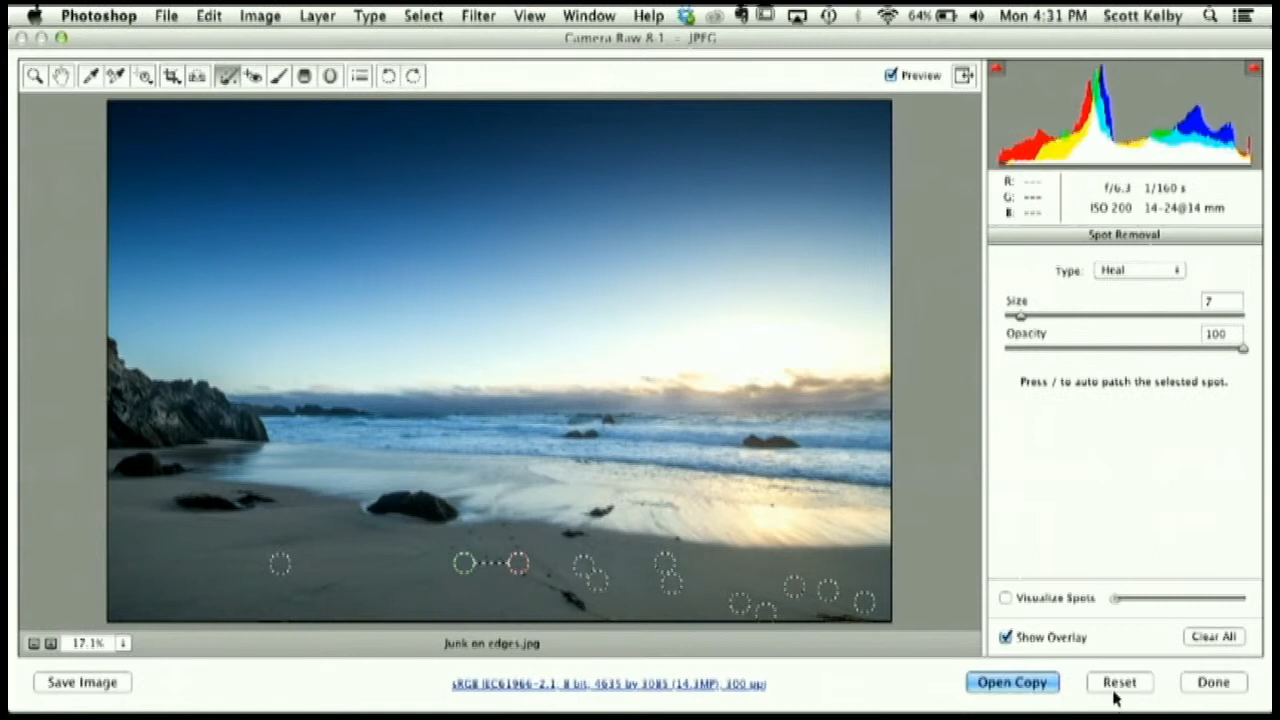 Photoshop File Edit Image Layer Type Select Filter View Window Help 64% Mon 4:31 PM Scott Kelby
Camera Raw 8.1 - JPEG
Preview
R: ---
G: ---
B: ---
f/6.3 1/160 s
ISO 200 14-24@14 mm
Spot Removal
Type: Heal
Size 7
Opacity 100
Press / to auto patch the selected spot.
Visualize Spots
Show Overlay Clear All
17.1% Junk on edges.jpg
Save Image
sRGB IEC61966-2.1; 8 bit; 4635 by 3085 (14.3MP); 300 ppi
Open Copy Reset Done